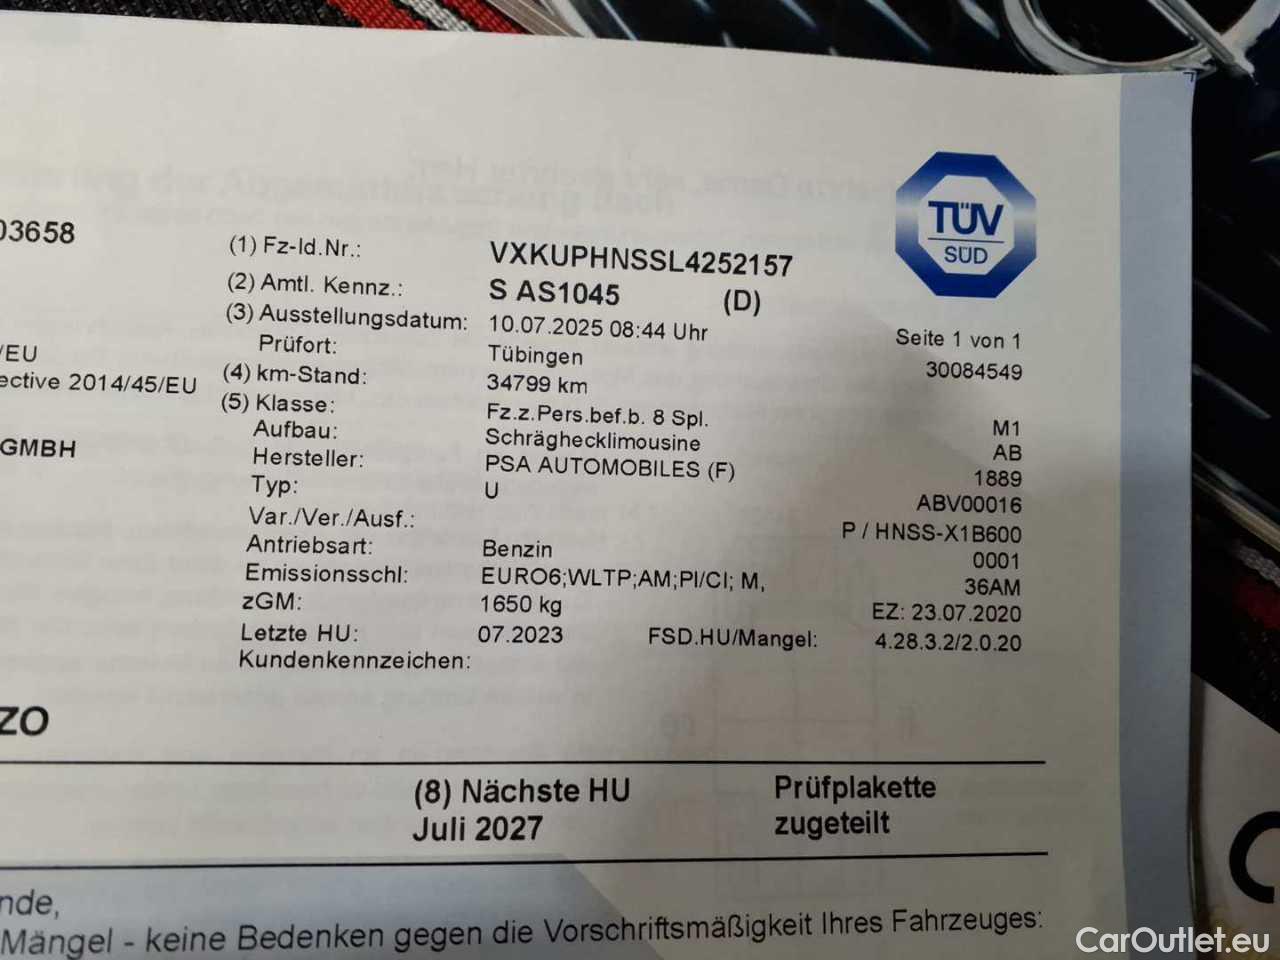 TÜV
SÜD
03658
(1) Fz-Id.Nr.: VXKUPHNSSL4252157
(2) Amtl. Kennz.: S AS1045 (D)
(3) Ausstellungsdatum: 10.07.2025 08:44 Uhr Seite 1 von 1
/EU Prüfort: Tübingen 30084549
ective 2014/45/EU (4) km-Stand: 34799 km
(5) Klasse: Fz.z.Pers.bef.b. 8 Spl. M1
GMBH Aufbau: Schräghecklimousine AB
Hersteller: PSA AUTOMOBILES (F) 1889
Typ: U ABV00016
Var./Ver./Ausf.: P / HNSS-X1B600
Antriebsart: Benzin 0001
Emissionsschl: EURO6;WLTP;AM;PI/CI; M, 36AM
zGM: 1650 kg EZ: 23.07.2020
Letzte HU: 07.2023 FSD.HU/Mangel: 4.28.3.2/2.0.20
Kundenkennzeichen:
ZO
(8) Nächste HU Prüfplakette
Juli 2027 zugeteilt
nde,
Mängel - keine Bedenken gegen die Vorschriftsmäßigkeit Ihres Fahrzeuges:
CarOutlet.eu